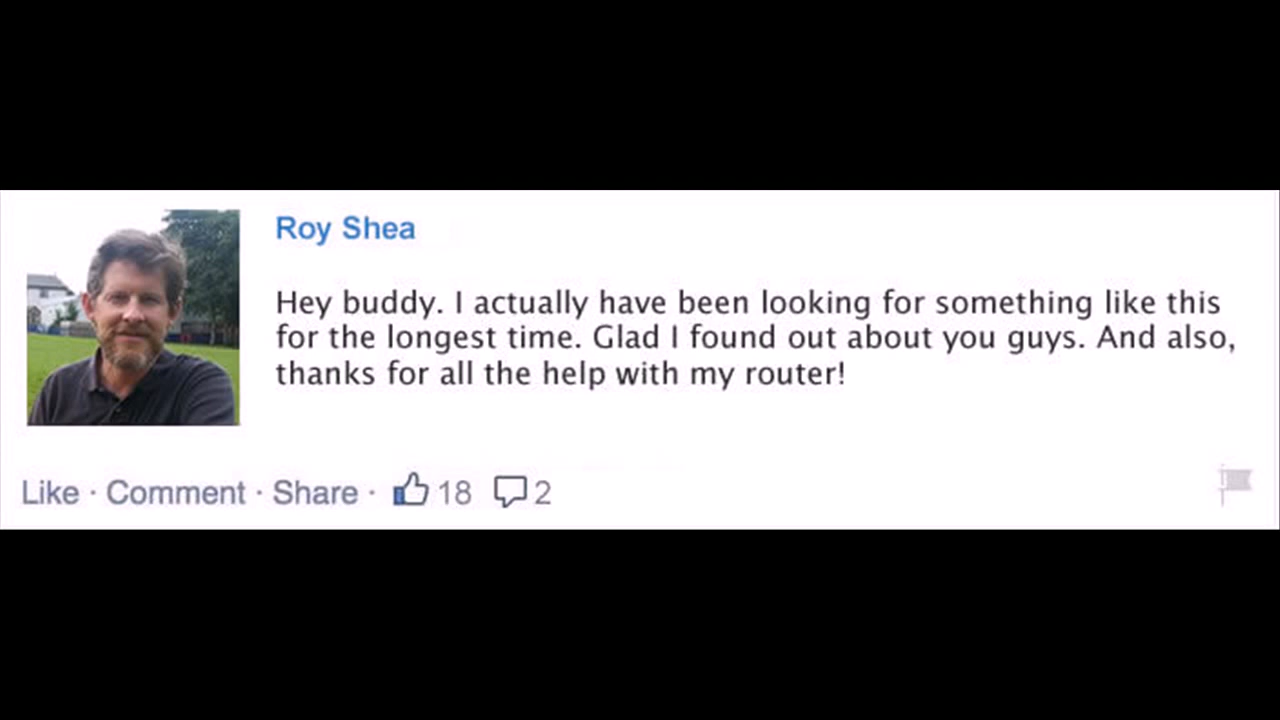 Roy Shea
Hey buddy. I actually have been looking for something like this
for the longest time. Glad I found out about you guys. And also,
thanks for all the help with my router!
Like · Comment · Share · 18 2